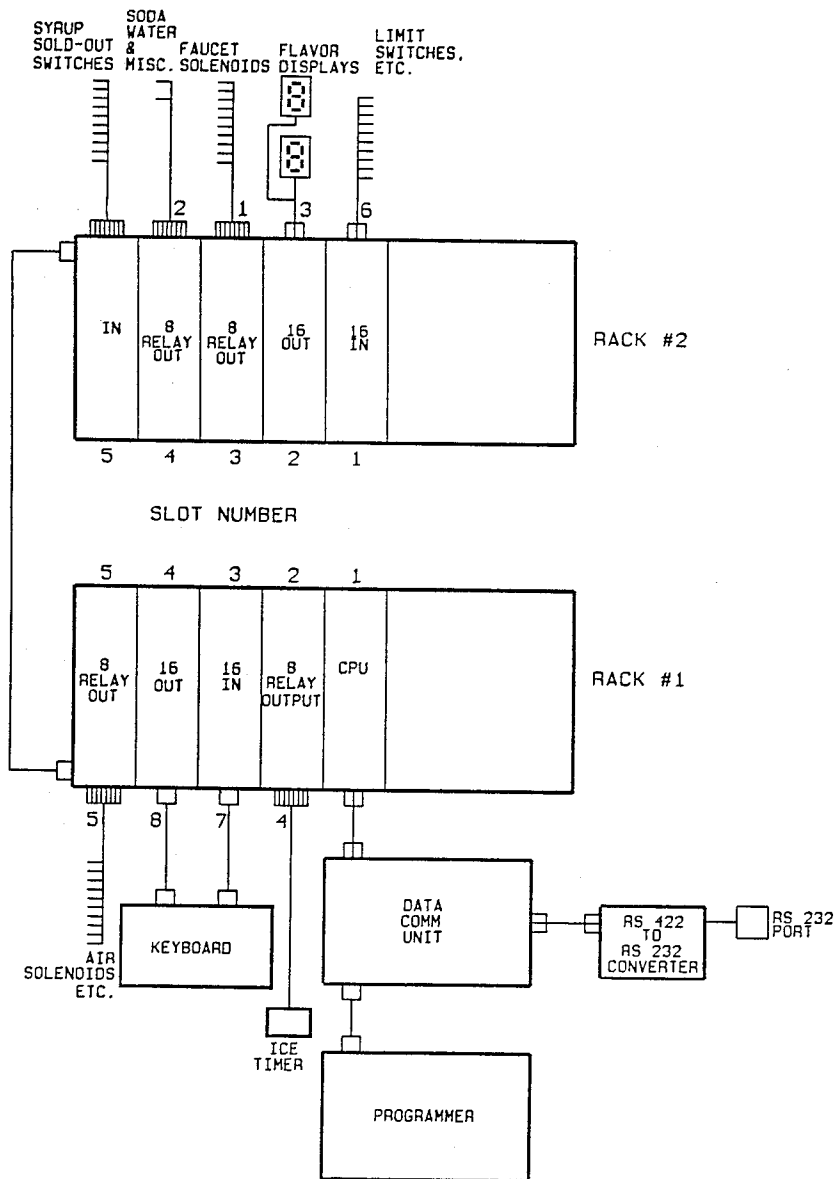 SYRUP
SOLD-OUT
SWITCHES
SODA
WATER
&
MISC.
FAUCET
SOLENOIDS
FLAVOR
DISPLAYS
LIMIT
SWITCHES,
ETC.
8
8
2
1
3
6
IN
8
RELAY
OUT
8
RELAY
OUT
16
OUT
16
IN
RACK #2
5
4
3
2
1
SLOT NUMBER
5
4
3
2
1
8
RELAY
OUT
16
OUT
16
IN
8
RELAY
OUTPUT
CPU
RACK #1
5
8
7
4
AIR
SOLENOIDS
ETC.
KEYBOARD
ICE
TIMER
DATA
COMM
UNIT
RS 422
TO
RS 232
CONVERTER
RS 232
PORT
PROGRAMMER